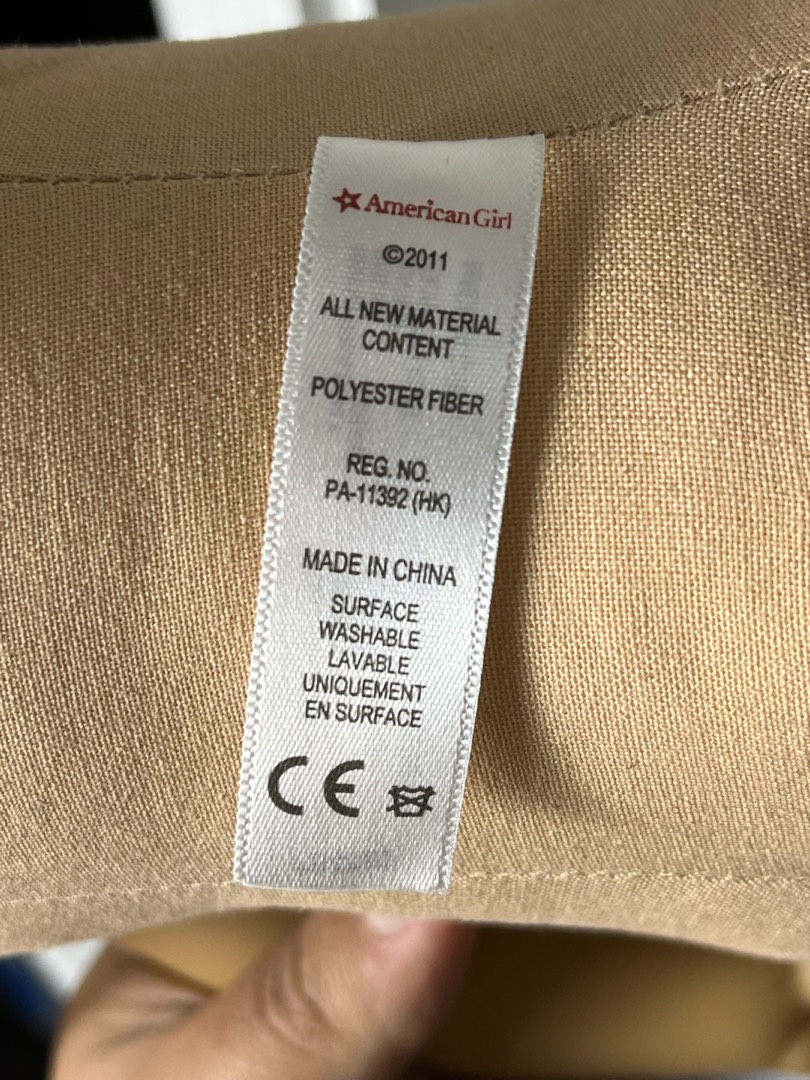 American Girl
©2011
ALL NEW MATERIAL
CONTENT
POLYESTER FIBER
REG. NO.
PA-11392 (HK)
MADE IN CHINA
SURFACE
WASHABLE
LAVABLE
UNIQUEMENT
EN SURFACE
CE